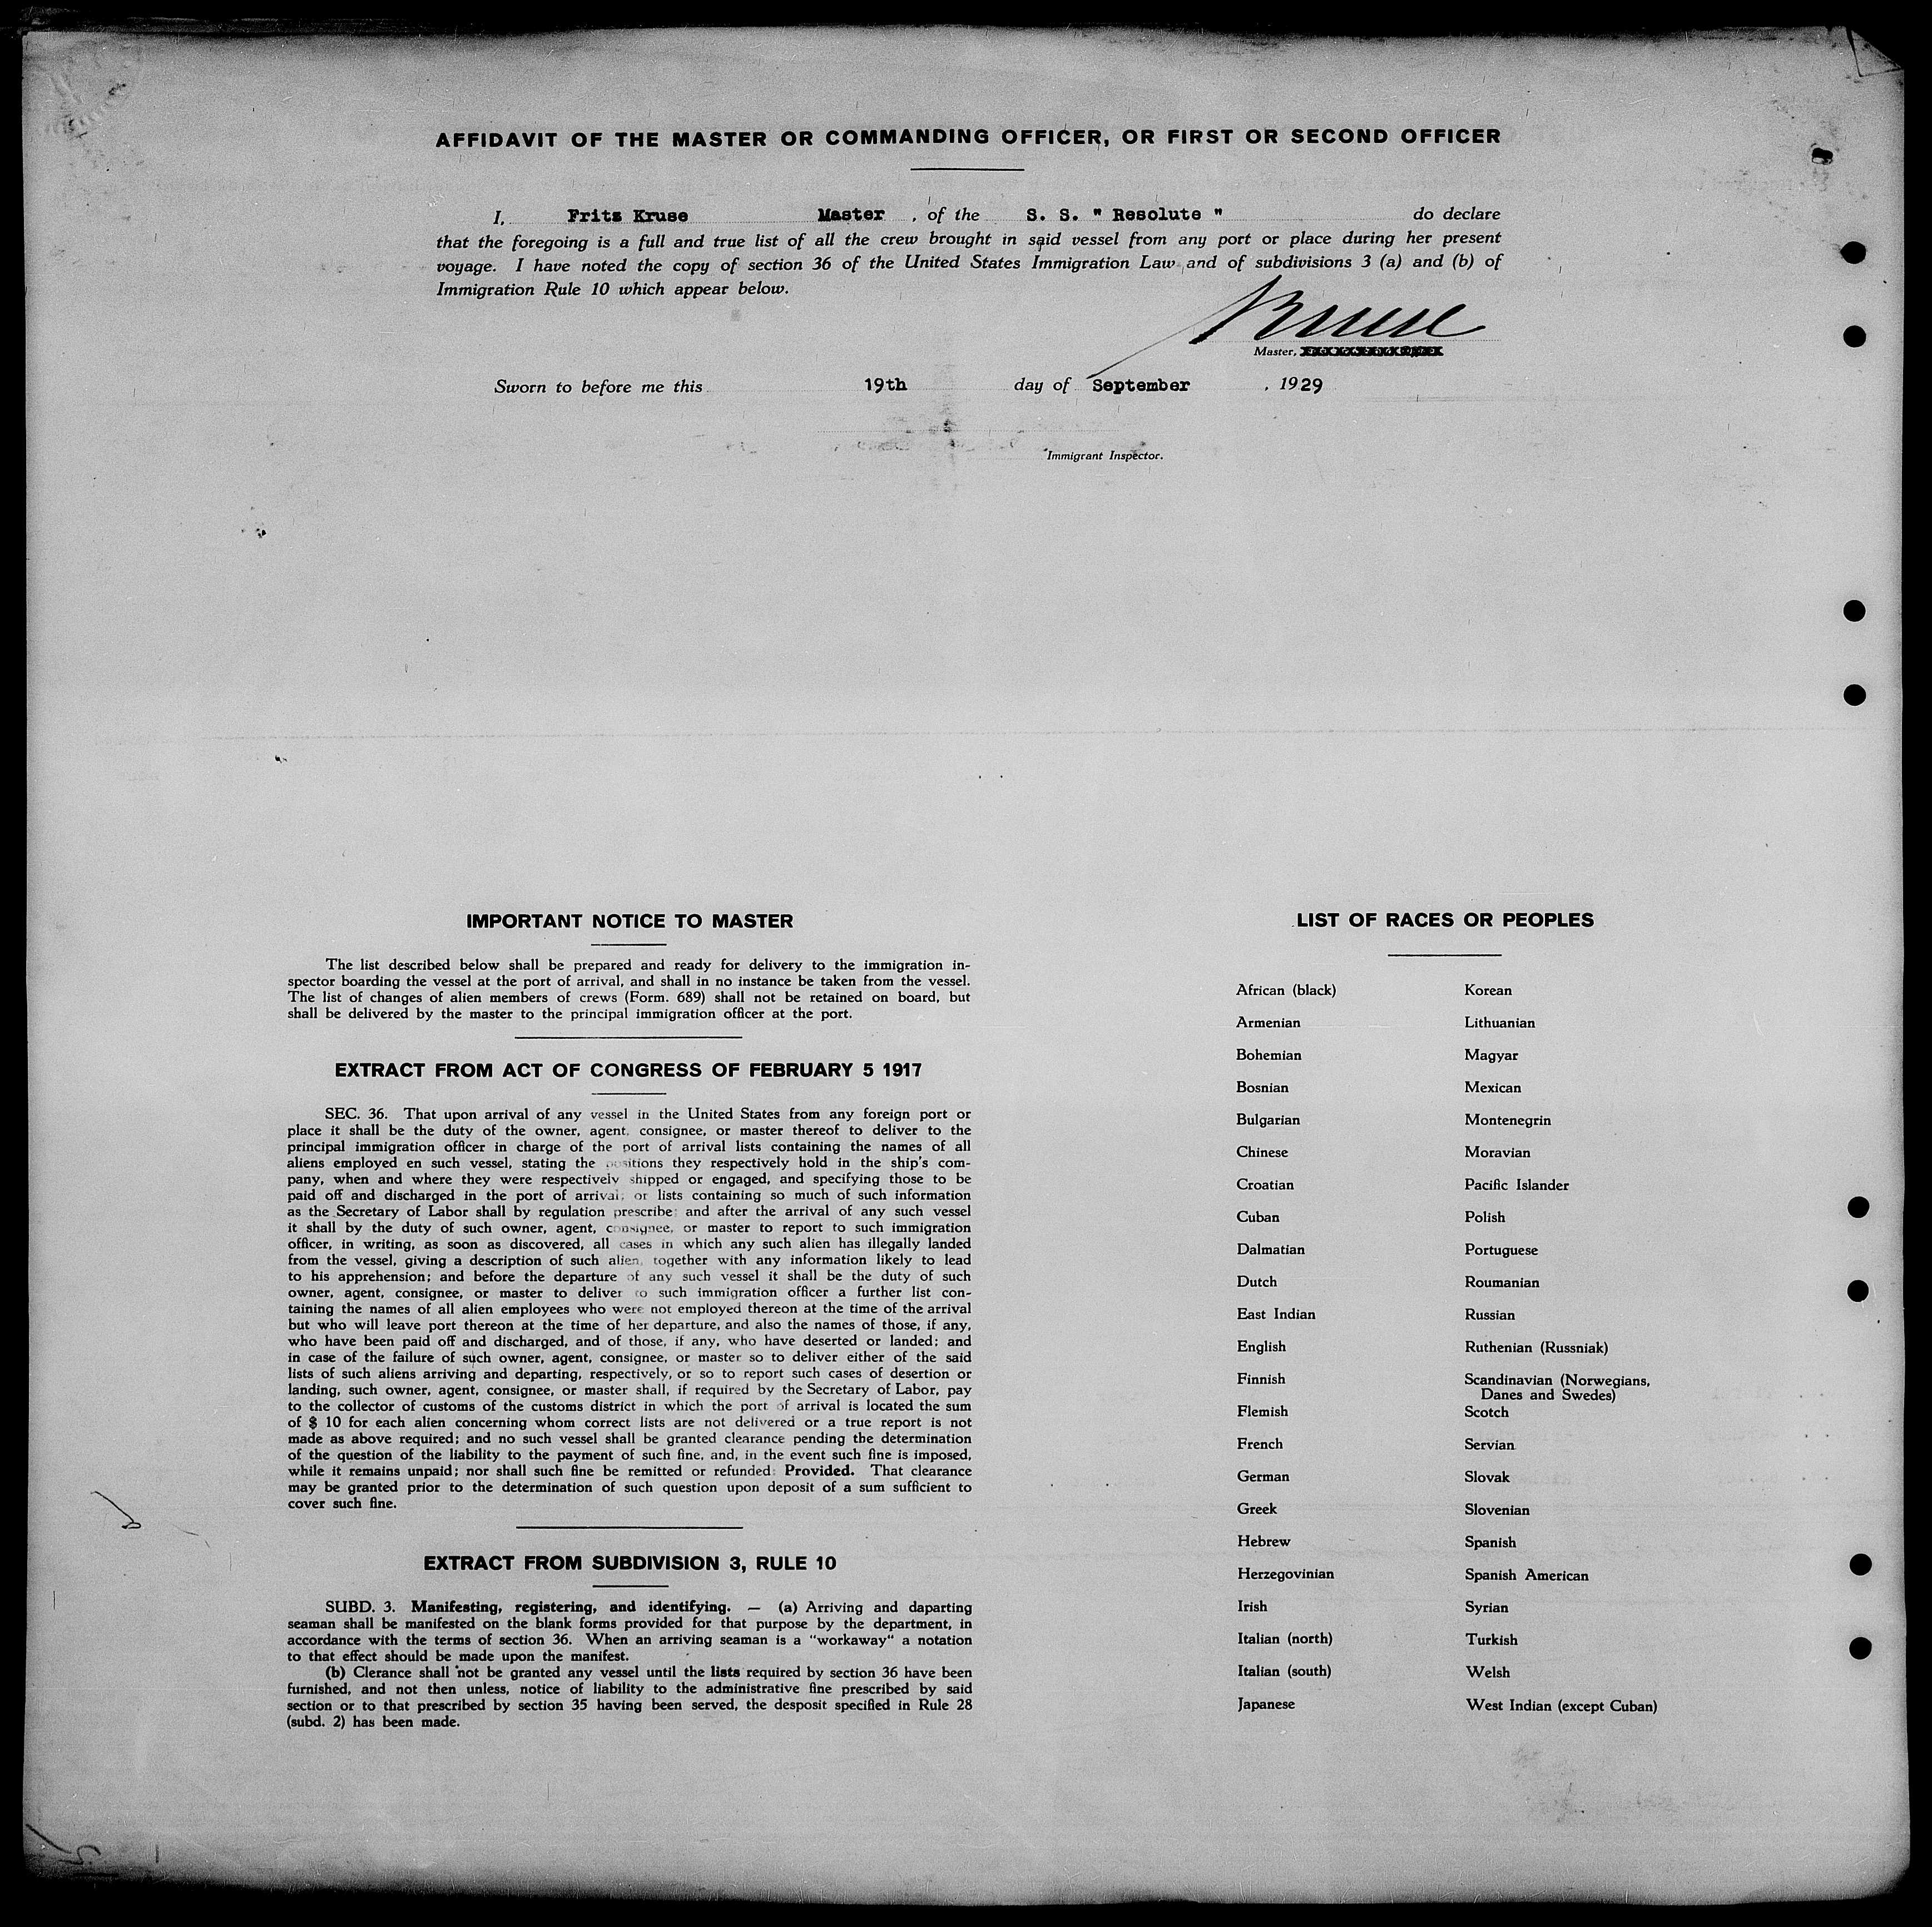 AFFIDAVIT OF THE MASTER OR COMMANDING OFFICER, OR FIRST OR SECOND OFFICER
I, Fritz Kruse Master , of the S. S. " Resolute " do declare
that the foregoing is a full and true list of all the crew brought in said vessel from any port or place during her present
voyage. I have noted the copy of section 36 of the United States Immigration Law and of subdivisions 3 (a) and (b) of
Immigration Rule 10 which appear below.
Kruse
Master,
Sworn to before me this 19th day of September , 1929
Immigrant Inspector.
IMPORTANT NOTICE TO MASTER
The list described below shall be prepared and ready for delivery to the immigration in-
spector boarding the vessel at the port of arrival, and shall in no instance be taken from the vessel.
The list of changes of alien members of crews (Form. 689) shall not be retained on board, but
shall be delivered by the master to the principal immigration officer at the port.
EXTRACT FROM ACT OF CONGRESS OF FEBRUARY 5 1917
SEC. 36. That upon arrival of any vessel in the United States from any foreign port or
place it shall be the duty of the owner, agent, consignee, or master thereof to deliver to the
principal immigration officer in charge of the port of arrival lists containing the names of all
aliens employed en such vessel, stating the positions they respectively hold in the ship's com-
pany, when and where they were respectively shipped or engaged, and specifying those to be
paid off and discharged in the port of arrival; or lists containing so much of such information
as the Secretary of Labor shall by regulation prescribe; and after the arrival of any such vessel
it shall by the duty of such owner, agent, consignee, or master to report to such immigration
officer, in writing, as soon as discovered, all cases in which any such alien has illegally landed
from the vessel, giving a description of such alien, together with any information likely to lead
to his apprehension; and before the departure of any such vessel it shall be the duty of such
owner, agent, consignee, or master to deliver to such immigration officer a further list con-
taining the names of all alien employees who were not employed thereon at the time of the arrival
but who will leave port thereon at the time of her departure, and also the names of those, if any,
who have been paid off and discharged, and of those, if any, who have deserted or landed; and
in case of the failure of such owner, agent, consignee, or master so to deliver either of the said
lists of such aliens arriving and departing, respectively, or so to report such cases of desertion or
landing, such owner, agent, consignee, or master shall, if required by the Secretary of Labor, pay
to the collector of customs of the customs district in which the port of arrival is located the sum
of $ 10 for each alien concerning whom correct lists are not delivered or a true report is not
made as above required; and no such vessel shall be granted clearance pending the determination
of the question of the liability to the payment of such fine, and, in the event such fine is imposed,
while it remains unpaid; nor shall such fine be remitted or refunded: Provided. That clearance
may be granted prior to the determination of such question upon deposit of a sum sufficient to
cover such fine.
EXTRACT FROM SUBDIVISION 3, RULE 10
SUBD. 3. Manifesting, registering, and identifying. — (a) Arriving and daparting
seaman shall be manifested on the blank forms provided for that purpose by the department, in
accordance with the terms of section 36. When an arriving seaman is a "workaway" a notation
to that effect should be made upon the manifest.
(b) Clerance shall not be granted any vessel until the lists required by section 36 have been
furnished, and not then unless, notice of liability to the administrative fine prescribed by said
section or to that prescribed by section 35 having been served, the desposit specified in Rule 28
(subd. 2) has been made.
LIST OF RACES OR PEOPLES
African (black)
Armenian
Bohemian
Bosnian
Bulgarian
Chinese
Croatian
Cuban
Dalmatian
Dutch
East Indian
English
Finnish
Flemish
French
German
Greek
Hebrew
Herzegovinian
Irish
Italian (north)
Italian (south)
Japanese
Korean
Lithuanian
Magyar
Mexican
Montenegrin
Moravian
Pacific Islander
Polish
Portuguese
Roumanian
Russian
Ruthenian (Russniak)
Scandinavian (Norwegians,
Danes and Swedes)
Scotch
Servian
Slovak
Slovenian
Spanish
Spanish American
Syrian
Turkish
Welsh
West Indian (except Cuban)